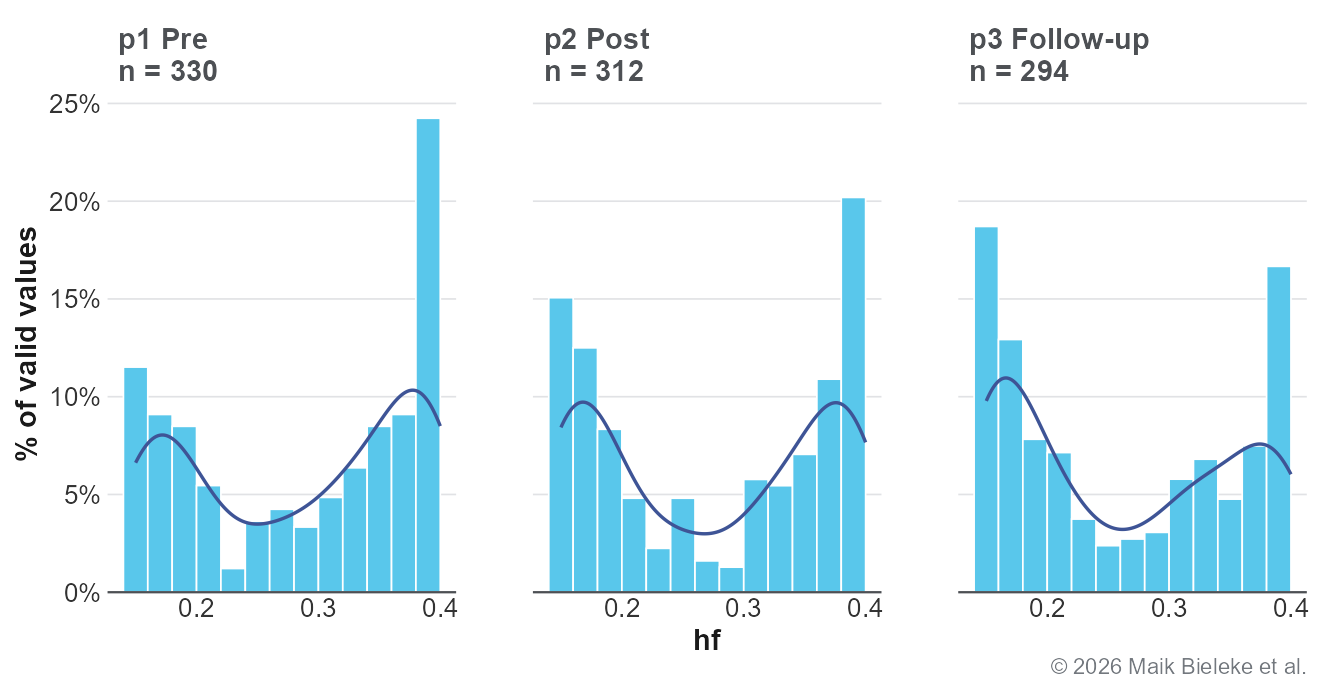 p1 Pre
n = 330
p2 Post
n = 312
p3 Follow-up
n = 294
25%
20%
15%
10%
5%
0%
% of valid values
0.2 0.3 0.4
0.2 0.3 0.4
0.2 0.3 0.4
hf
© 2026 Maik Bieleke et al.